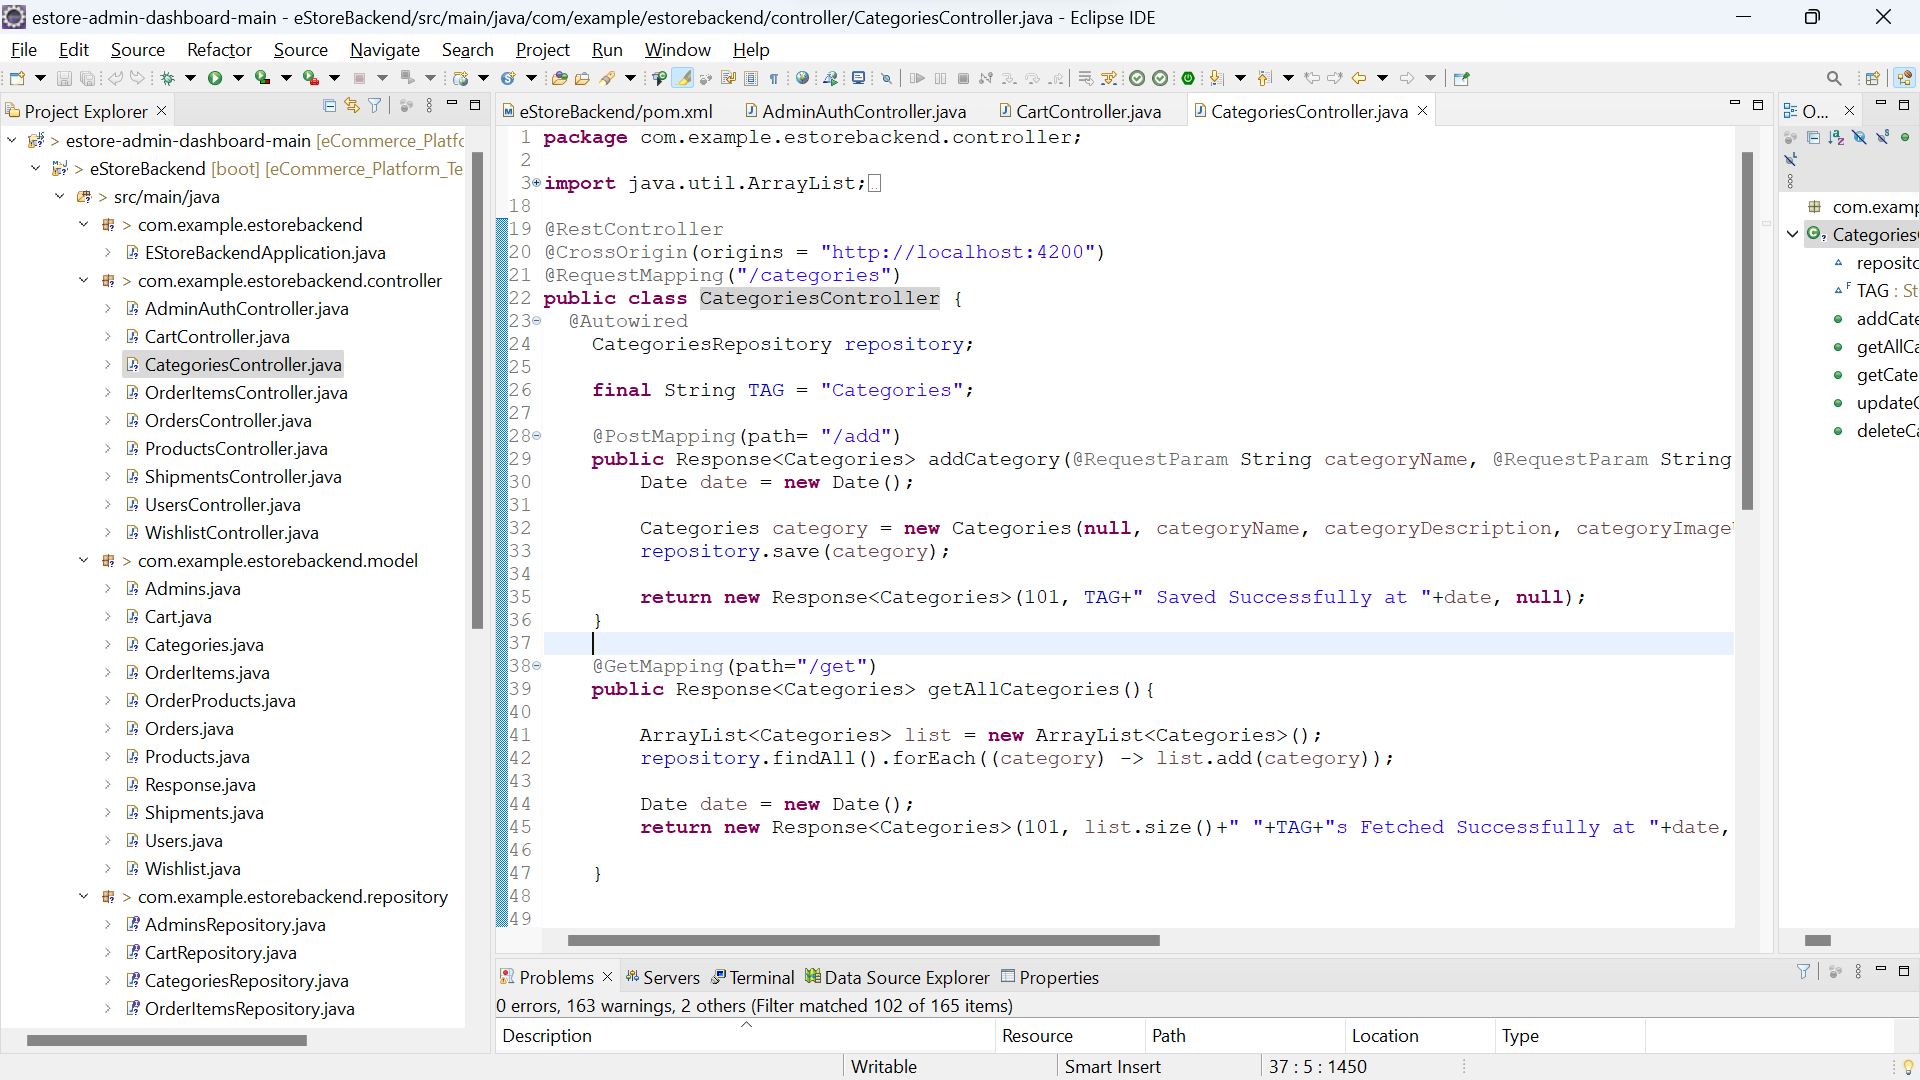 estore-admin-dashboard-main - eStoreBackend/src/main/java/com/example/estorebackend/controller/CategoriesController.java - Eclipse IDE
File Edit Source Refactor Source Navigate Search Project Run Window Help
Project Explorer
estore-admin-dashboard-main [eCommerce_Platfc
eStoreBackend [boot] [eCommerce_Platform_Te
src/main/java
com.example.estorebackend
EStoreBackendApplication.java
com.example.estorebackend.controller
AdminAuthController.java
CartController.java
CategoriesController.java
OrderItemsController.java
OrdersController.java
ProductsController.java
ShipmentsController.java
UsersController.java
WishlistController.java
com.example.estorebackend.model
Admins.java
Cart.java
Categories.java
OrderItems.java
OrderProducts.java
Orders.java
Products.java
Response.java
Shipments.java
Users.java
Wishlist.java
com.example.estorebackend.repository
AdminsRepository.java
CartRepository.java
CategoriesRepository.java
OrderItemsRepository.java
eStoreBackend/pom.xml AdminAuthController.java CartController.java CategoriesController.java
1 package com.example.estorebackend.controller;
2
3 import java.util.ArrayList;
18
19 @RestController
20 @CrossOrigin(origins = "http://localhost:4200")
21 @RequestMapping("/categories")
22 public class CategoriesController {
23 @Autowired
24 CategoriesRepository repository;
25
26 final String TAG = "Categories";
27
28 @PostMapping(path= "/add")
29 public Response<Categories> addCategory(@RequestParam String categoryName, @RequestParam String
30 Date date = new Date();
31
32 Categories category = new Categories(null, categoryName, categoryDescription, categoryImage
33 repository.save(category);
34
35 return new Response<Categories>(101, TAG+" Saved Successfully at "+date, null);
36 }
37
38 @GetMapping(path="/get")
39 public Response<Categories> getAllCategories(){
40
41 ArrayList<Categories> list = new ArrayList<Categories>();
42 repository.findAll().forEach((category) -> list.add(category));
43
44 Date date = new Date();
45 return new Response<Categories>(101, list.size()+" "+TAG+"s Fetched Successfully at "+date,
46
47 }
48
49
O...
com.examp
Categories
reposito
TAG : St
addCate
getAllCa
getCate
update
deleteCa
Problems Servers Terminal Data Source Explorer Properties
0 errors, 163 warnings, 2 others (Filter matched 102 of 165 items)
Description Resource Path Location Type
Writable Smart Insert 37 : 5 : 1450